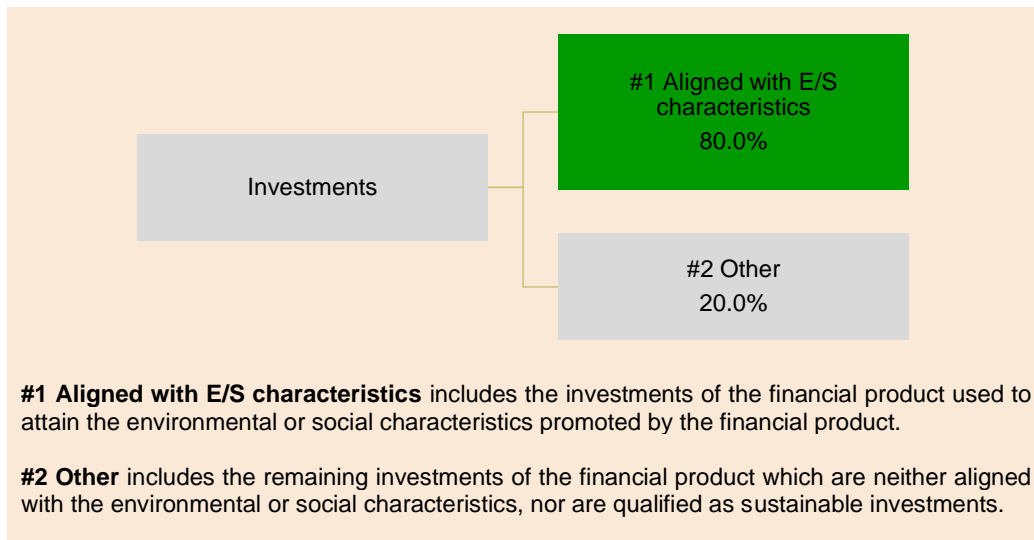 #1 Aligned with E/S
characteristics
80.0%
Investments
#2 Other
20.0%
#1 Aligned with E/S characteristics includes the investments of the financial product used to
attain the environmental or social characteristics promoted by the financial product.
#2 Other includes the remaining investments of the financial product which are neither aligned
with the environmental or social characteristics, nor are qualified as sustainable investments.